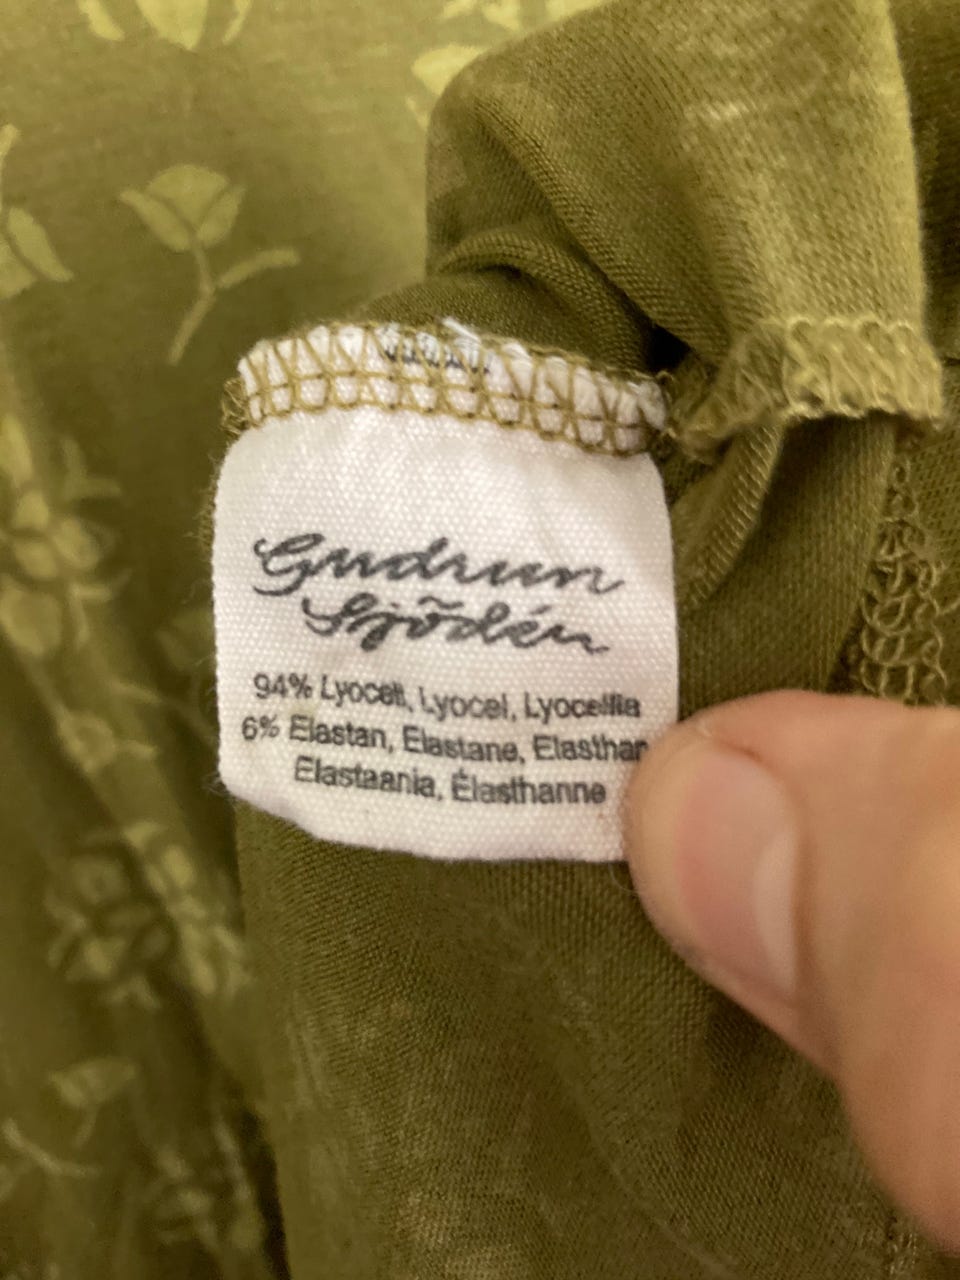 Gudrun
Sjödén
94% Lyocell, Lyocel, Lyocellia
6% Elastan, Elastane, Elasthan
Elastaania, Élasthanne